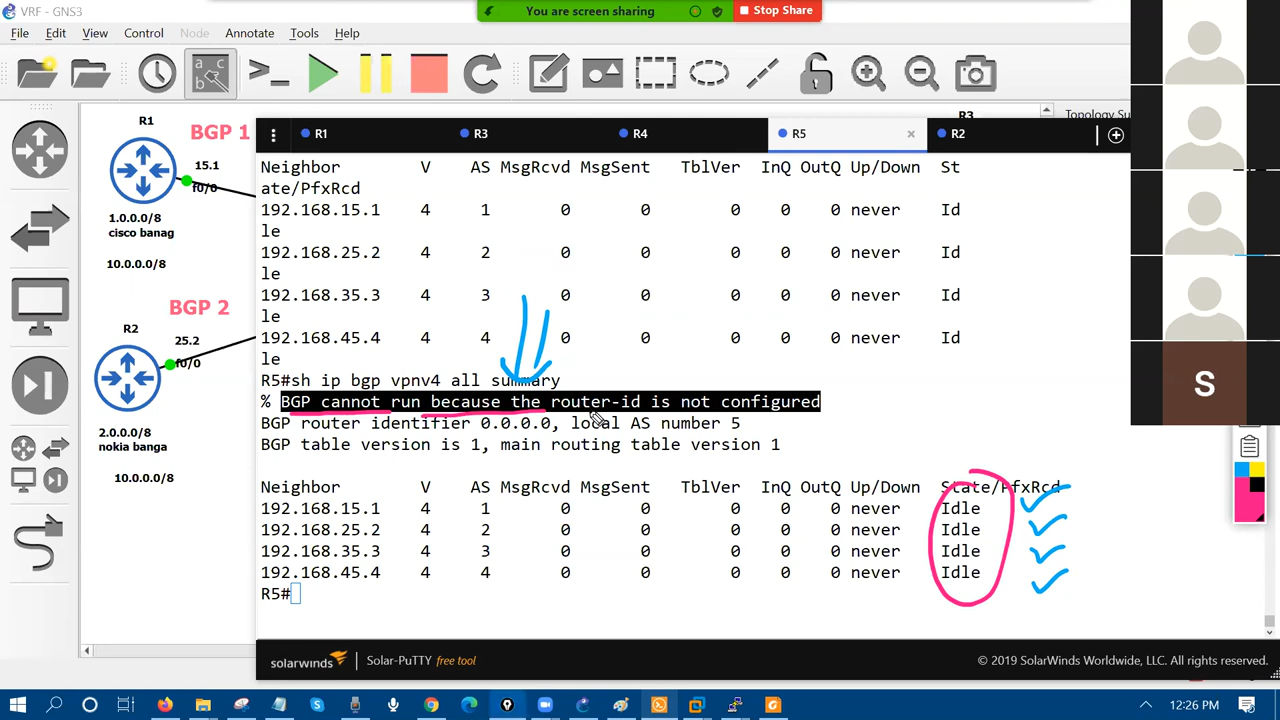 VRF - GNS3
You are screen sharing
Stop Share
File Edit View Control Node Annotate Tools Help
R1
BGP 1
15.1
f0/0
1.0.0.0/8
cisco banag
10.0.0.0/8
BGP 2
R2
25.2
f0/0
2.0.0.0/8
nokia banga
10.0.0.0/8
R3
Topology Su
R1 R3 R4 R5 × R2
Neighbor V AS MsgRcvd MsgSent TblVer InQ OutQ Up/Down St
ate/PfxRcd
192.168.15.1 4 1 0 0 0 0 0 never Id
le
192.168.25.2 4 2 0 0 0 0 0 never Id
le
192.168.35.3 4 3 0 0 0 0 0 never Id
le
192.168.45.4 4 4 0 0 0 0 0 never Id
le
R5#sh ip bgp vpnv4 all summary
% BGP cannot run because the router-id is not configured
BGP router identifier 0.0.0.0, local AS number 5
BGP table version is 1, main routing table version 1
Neighbor V AS MsgRcvd MsgSent TblVer InQ OutQ Up/Down State/PfxRcd
192.168.15.1 4 1 0 0 0 0 0 never Idle
192.168.25.2 4 2 0 0 0 0 0 never Idle
192.168.35.3 4 3 0 0 0 0 0 never Idle
192.168.45.4 4 4 0 0 0 0 0 never Idle
R5#
S
solarwinds Solar-PuTTY free tool
© 2019 SolarWinds Worldwide, LLC. All rights reserved.
12:26 PM